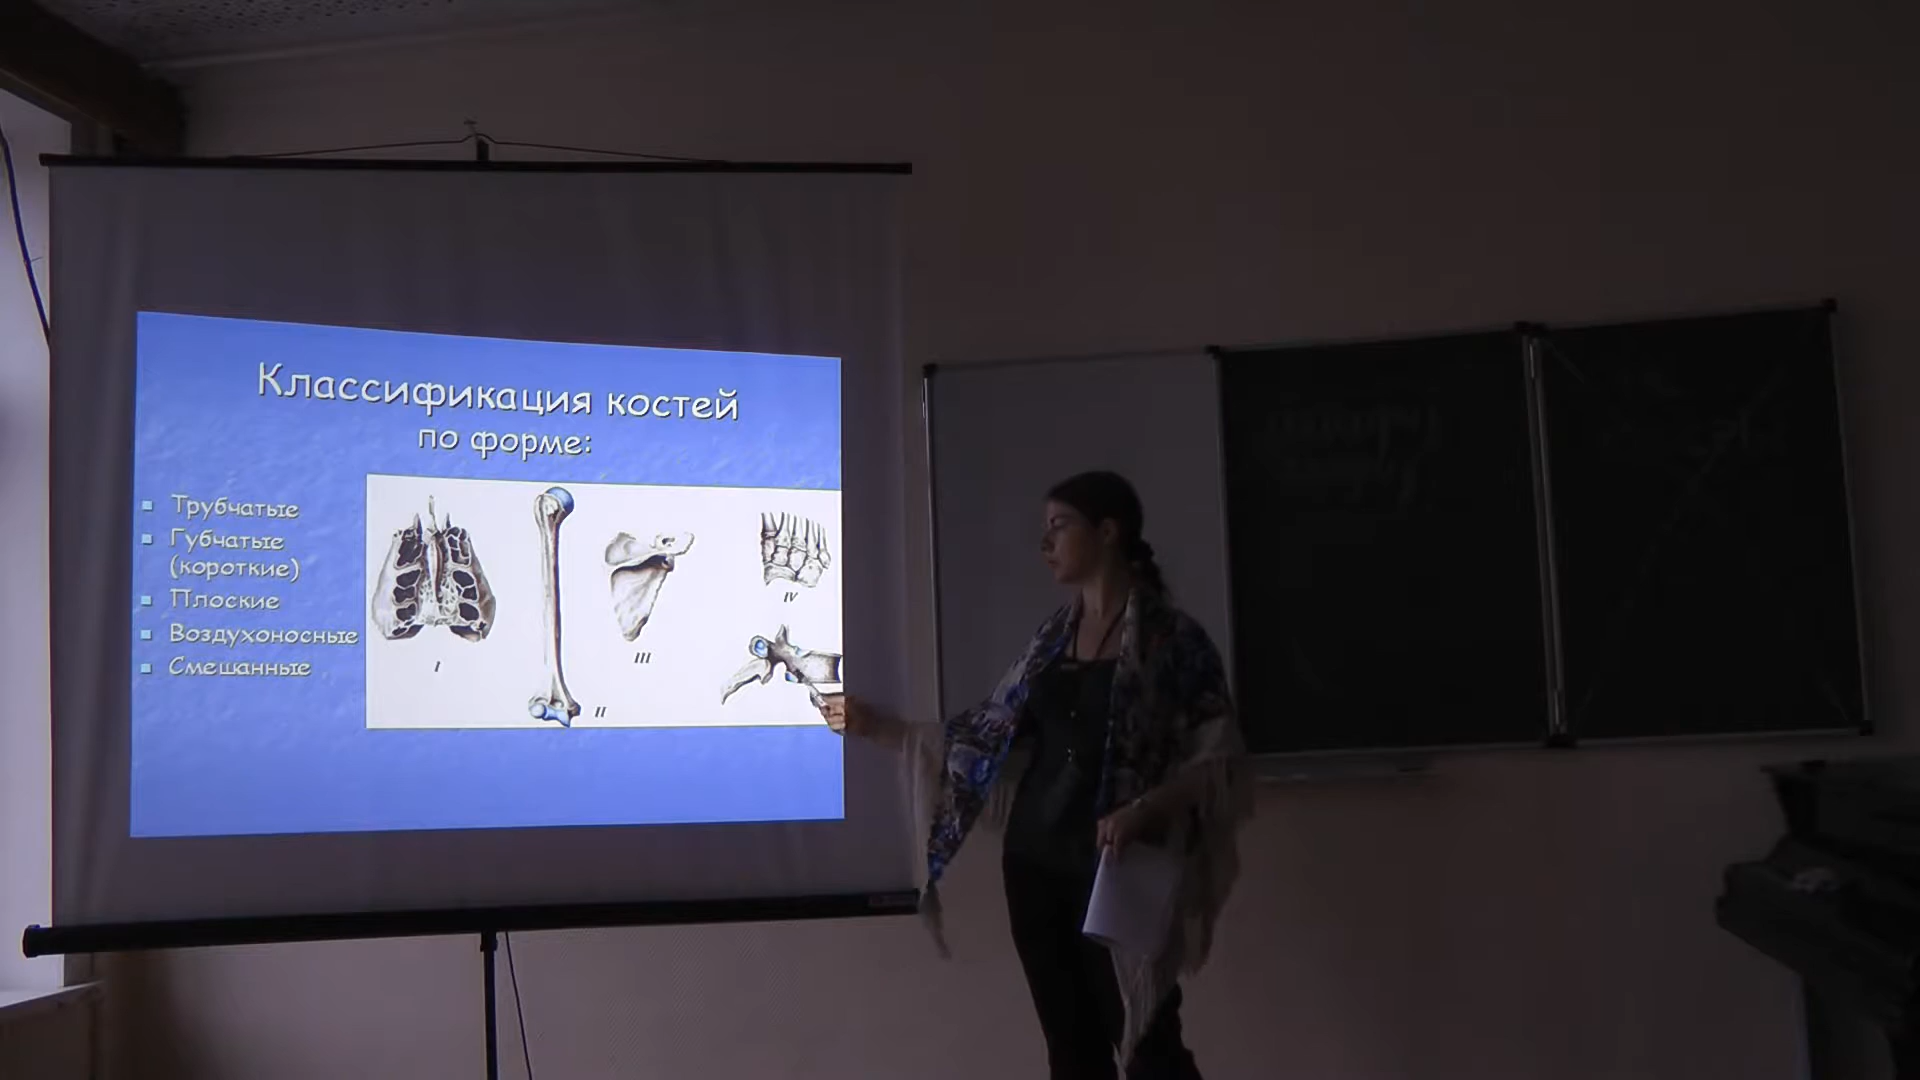 Классификация костей
по форме:
Трубчатые
Губчатые
(короткие)
Плоские
Воздухоносные
Смешанные
I
II
III
IV